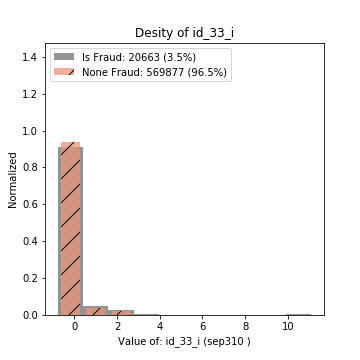 Desity of id_33_i
Is Fraud: 20663 (3.5%)
None Fraud: 569877 (96.5%)
1.4
1.2
1.0
0.8
0.6
0.4
0.2
0.0
Normalized
0 2 4 6 8 10
Value of: id_33_i (sep310 )